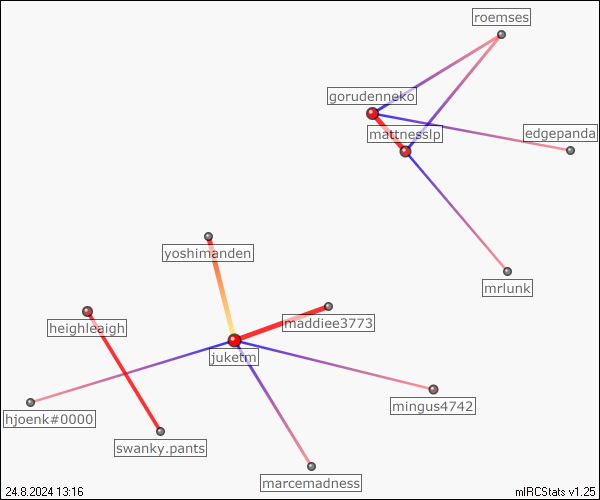 roemses
gorudenneko
mattnesslp
edgepanda
yoshimanden
mrlunk
heighleaigh
maddiee3773
juketm
hjoenk#0000
mingus4742
swanky.pants
marcemadness
24.8.2024 13:16
mIRCStats v1.25